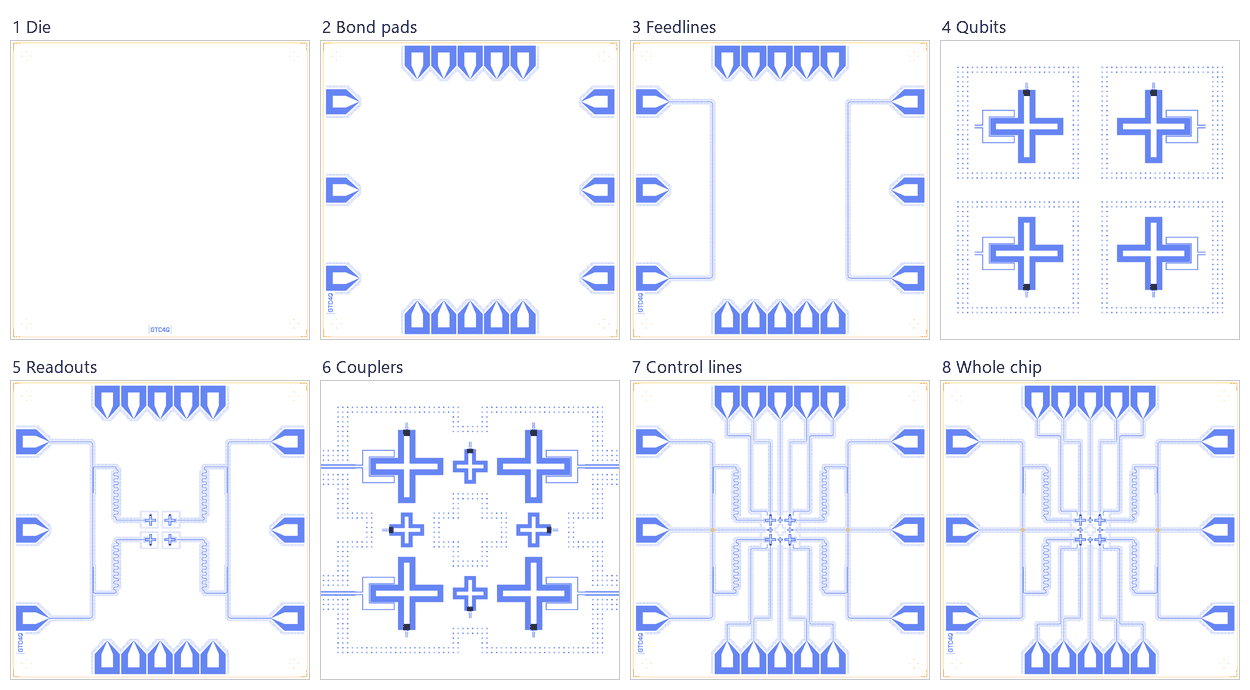 1 Die
2 Bond pads
3 Feedlines
4 Qubits
GTC4Q
GTC4Q
GTC4Q
5 Readouts
6 Couplers
7 Control lines
8 Whole chip
GTC4Q
GTC4Q
GTC4Q